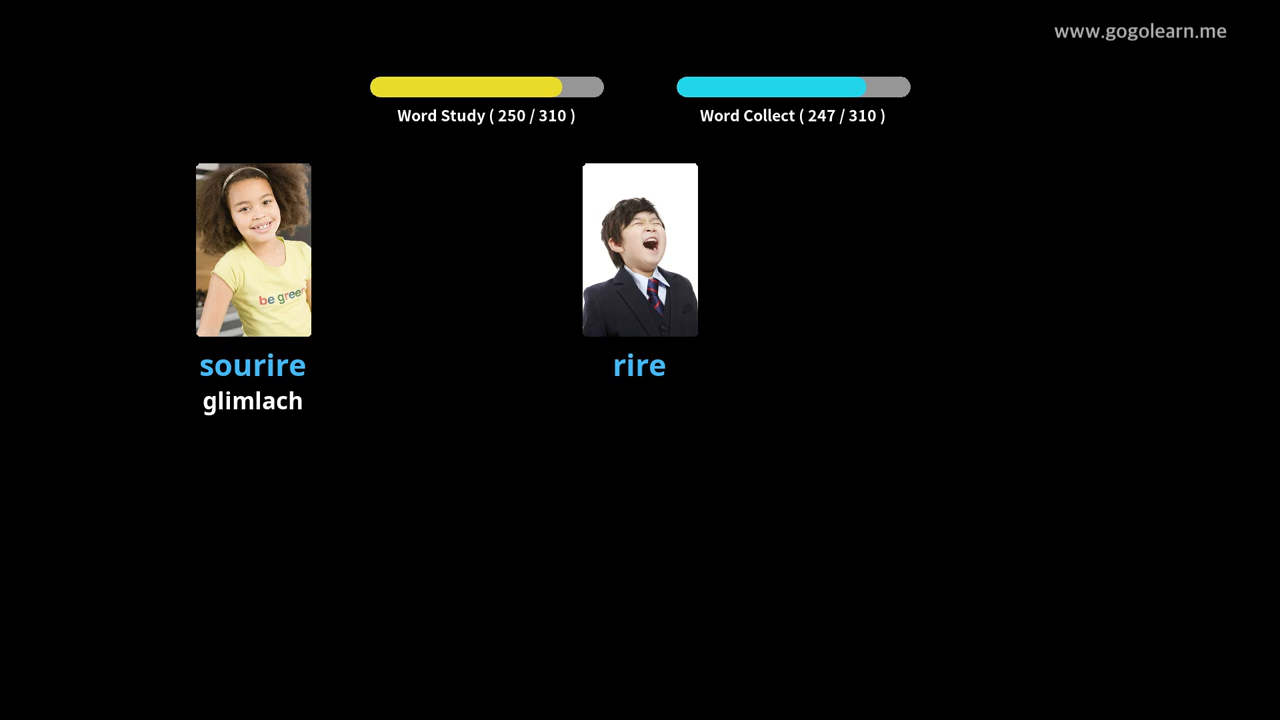 www.gogolearn.me
Word Study ( 250 / 310 )
Word Collect ( 247 / 310 )
be green
sourire
rire
glimlach